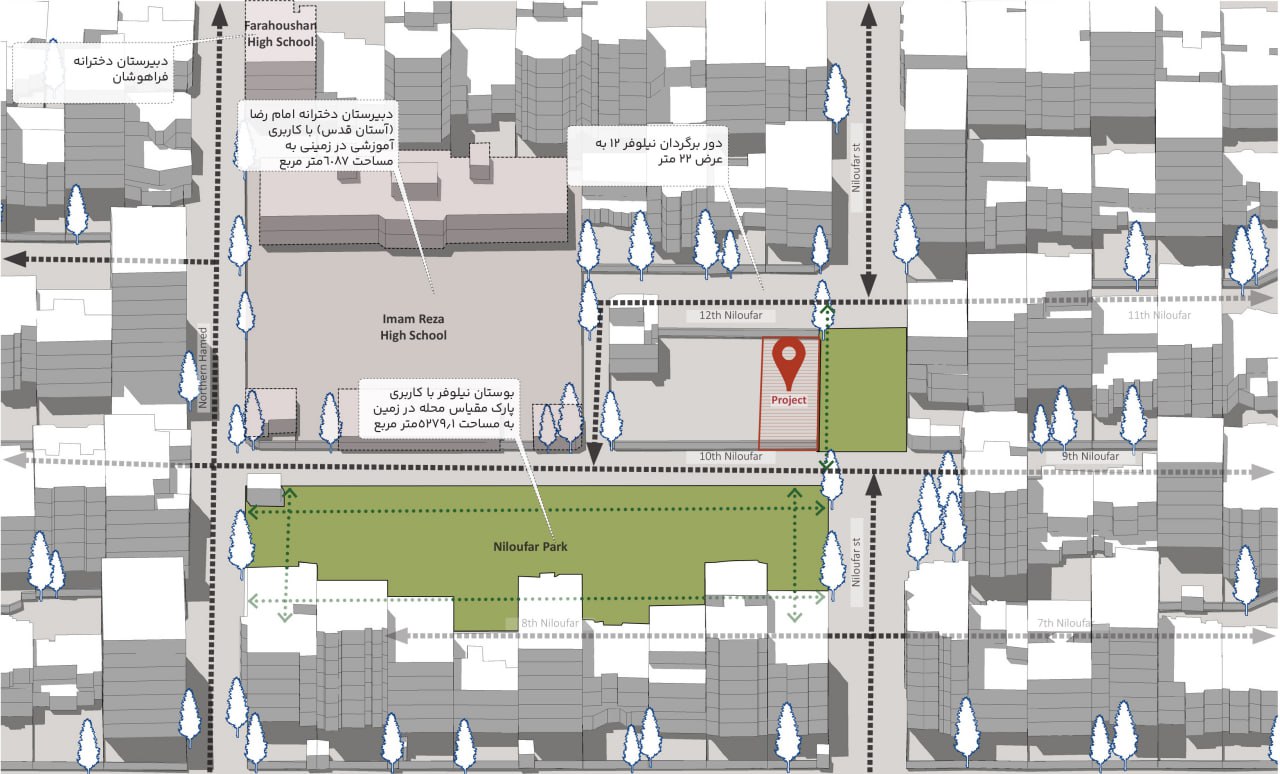 Farahoushan
High School
دبیرستان دخترانه
فراهوشان
دبیرستان دخترانه امام رضا
(آستان قدس) با کاربری
آموزشی در زمینی به
مساحت ٦٠٨٧متر مربع
دور برگردان نیلوفر ۱۲ به
عرض ۲۲ متر
Niloufar st
Imam Reza
High School
12th Niloufar
11th Niloufar
Northern Hamed
Project
بوستان نیلوفر با کاربری
پارک مقیاس محله در زمین
به مساحت ٥٢٧٩٫١متر مربع
10th Niloufar
9th Niloufar
Niloufar Park
Niloufar st
8th Niloufar
7th Niloufar